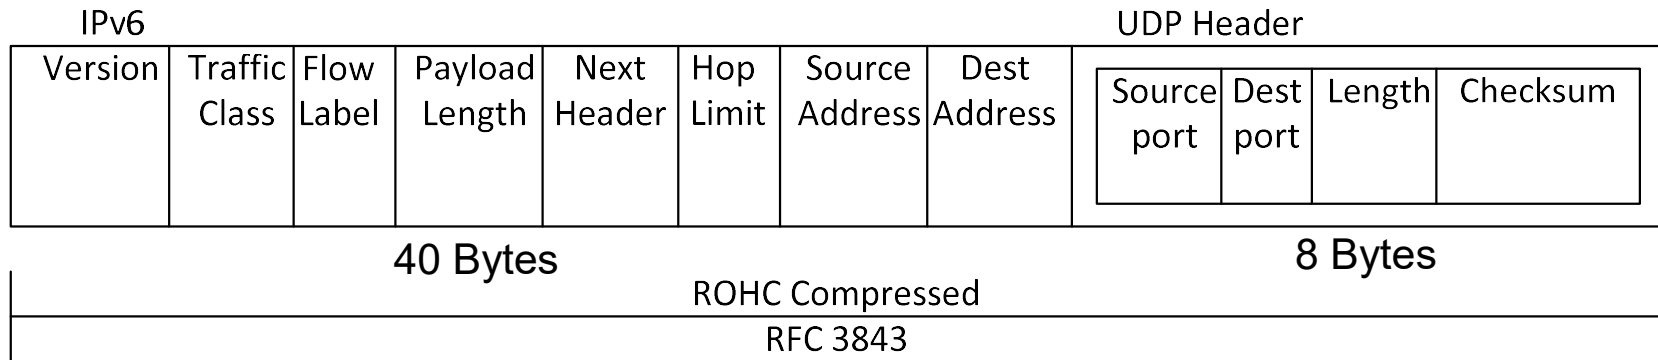 IPv6
UDP Header
Version
Traffic
Class
Flow
Label
Payload
Length
Next
Header
Hop
Limit
Source
Address
Dest
Address
Source
port
Dest
port
Length
Checksum
40 Bytes
8 Bytes
ROHC Compressed
RFC 3843